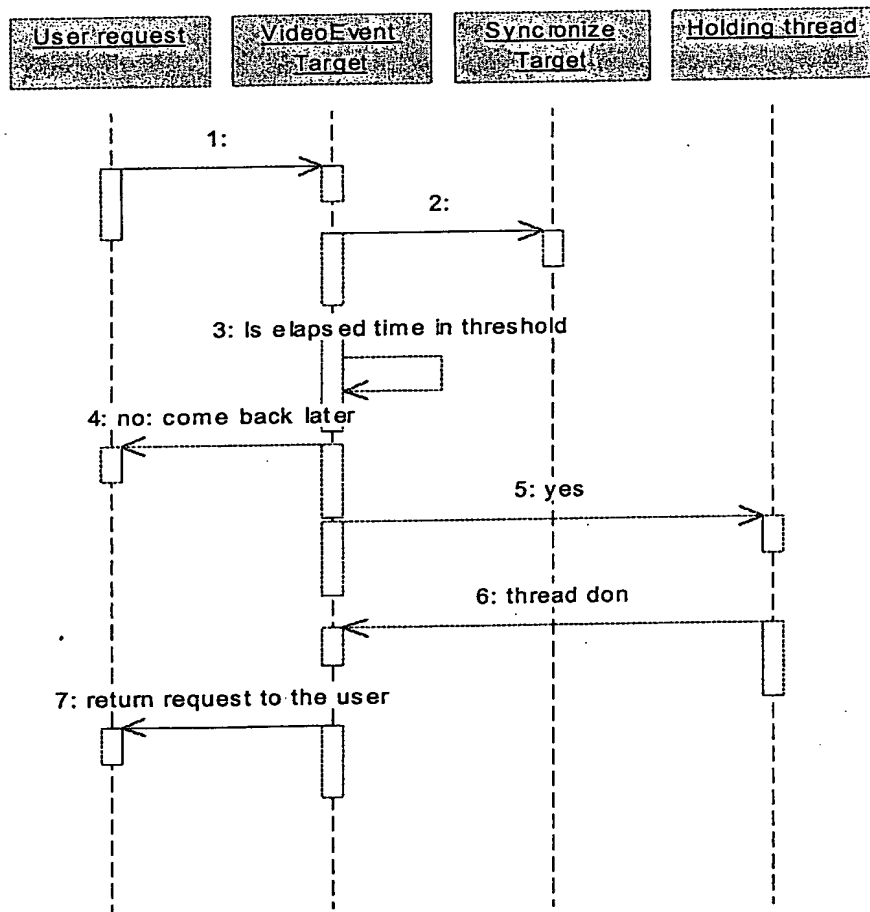 User request
VideoEvent
Target
Syncronize
Target
Holding thread
1:
2:
3: Is elapsed time in threshold
4: no: come back later
5: yes
6: thread don
7: return request to the user